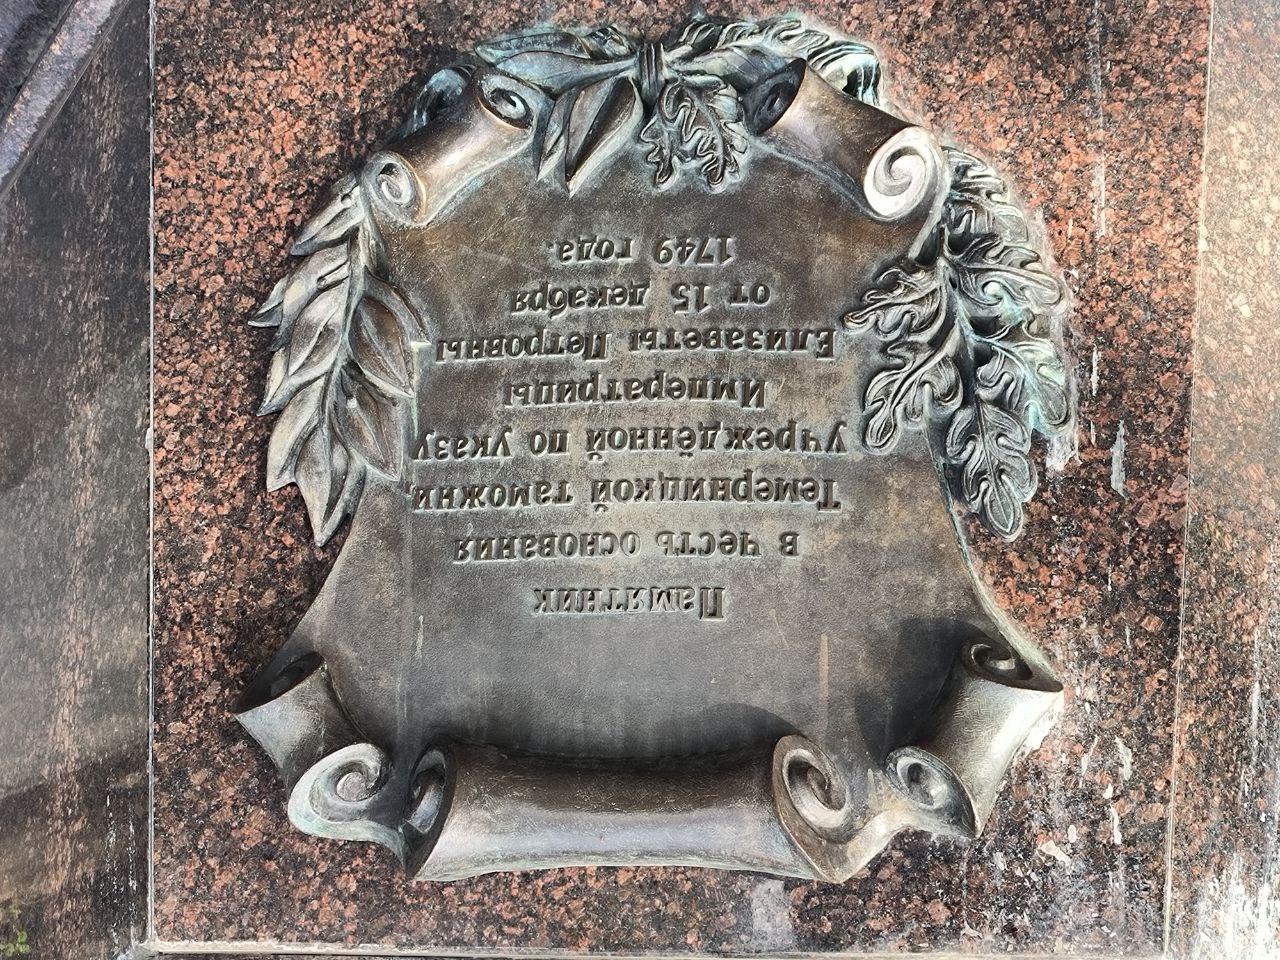 Памятник
в честь основания
Темерницкой таможни,
учреждённой по указу
Императрицы
Елизаветы Петровны
от 15 декабря
1749 года.